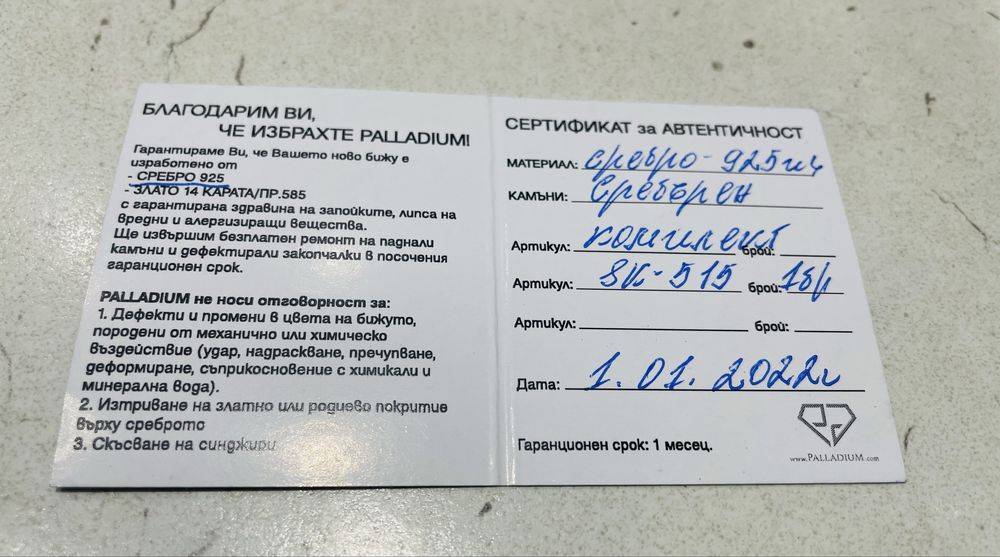 БЛАГОДАРИМ ВИ,
ЧЕ ИЗБРАХТЕ PALLADIUM!
Гарантираме Ви, че Вашето ново бижу е
изработено от
- СРЕБРО 925
- ЗЛАТО 14 КАРАТА/ПР.585
с гарантирана здравина на запойките, липса на
вредни и алергизиращи вещества.
Ще извършим безплатен ремонт на паднали
камъни и дефектирали закопчалки в посочения
гаранционен срок.
PALLADIUM не носи отговорност за:
1. Дефекти и промени в цвета на бижуто,
породени от механично или химическо
въздействие (удар, надраскване, пречупване,
деформиране, съприкосновение с химикали и
минерална вода).
2. Изтриване на златно или родиево покритие
върху среброто
3. Скъсване на синджири
СЕРТИФИКАТ за АВТЕНТИЧНОСТ
МАТЕРИАЛ: сребро - 925
КАМЪНИ: Сребърен
Артикул: комплект брой:
Артикул: SK-515 брой: 1бр
Артикул: брой:
Дата: 1.01.2022г
Гаранционен срок: 1 месец.
www.PALLADIUM.com